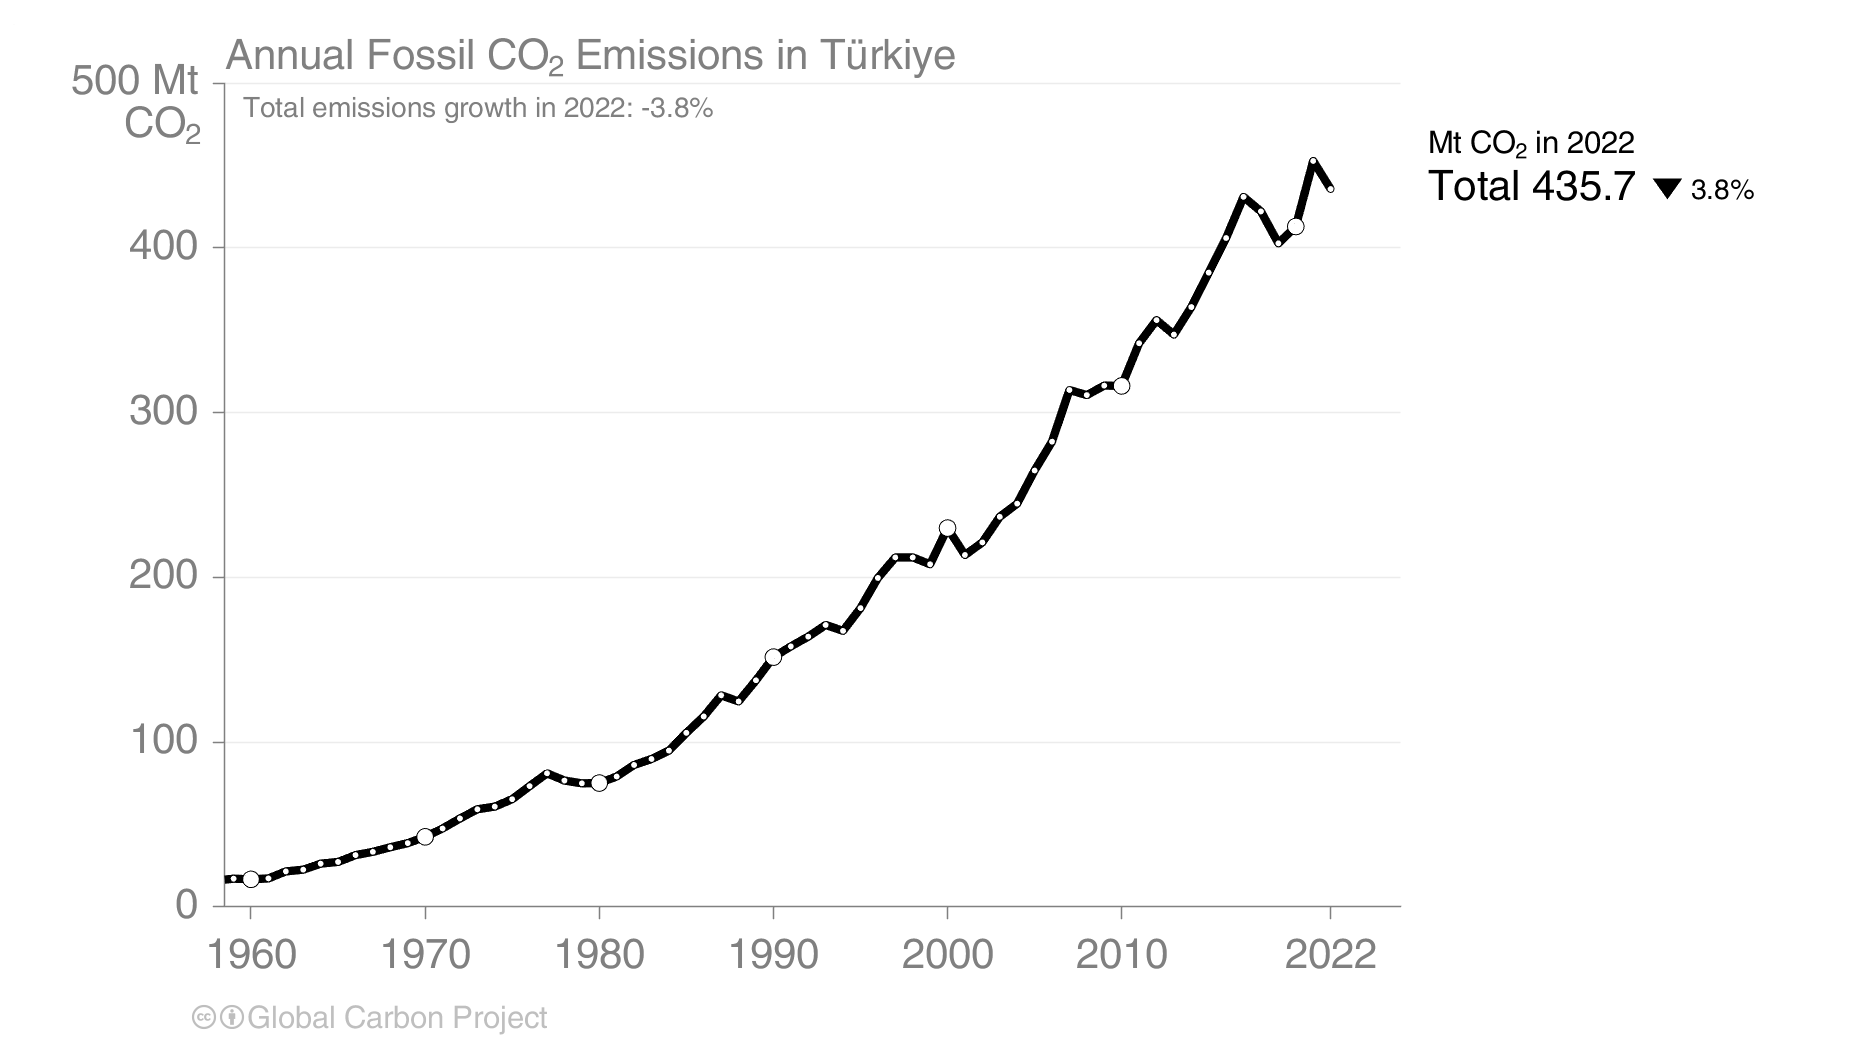 Annual Fossil CO₂ Emissions in Türkiye
500 Mt
CO₂
Total emissions growth in 2022: -3.8%
Mt CO₂ in 2022
Total 435.7 ▼ 3.8%
400
300
200
100
0
1960 1970 1980 1990 2000 2010 2022
cc Global Carbon Project